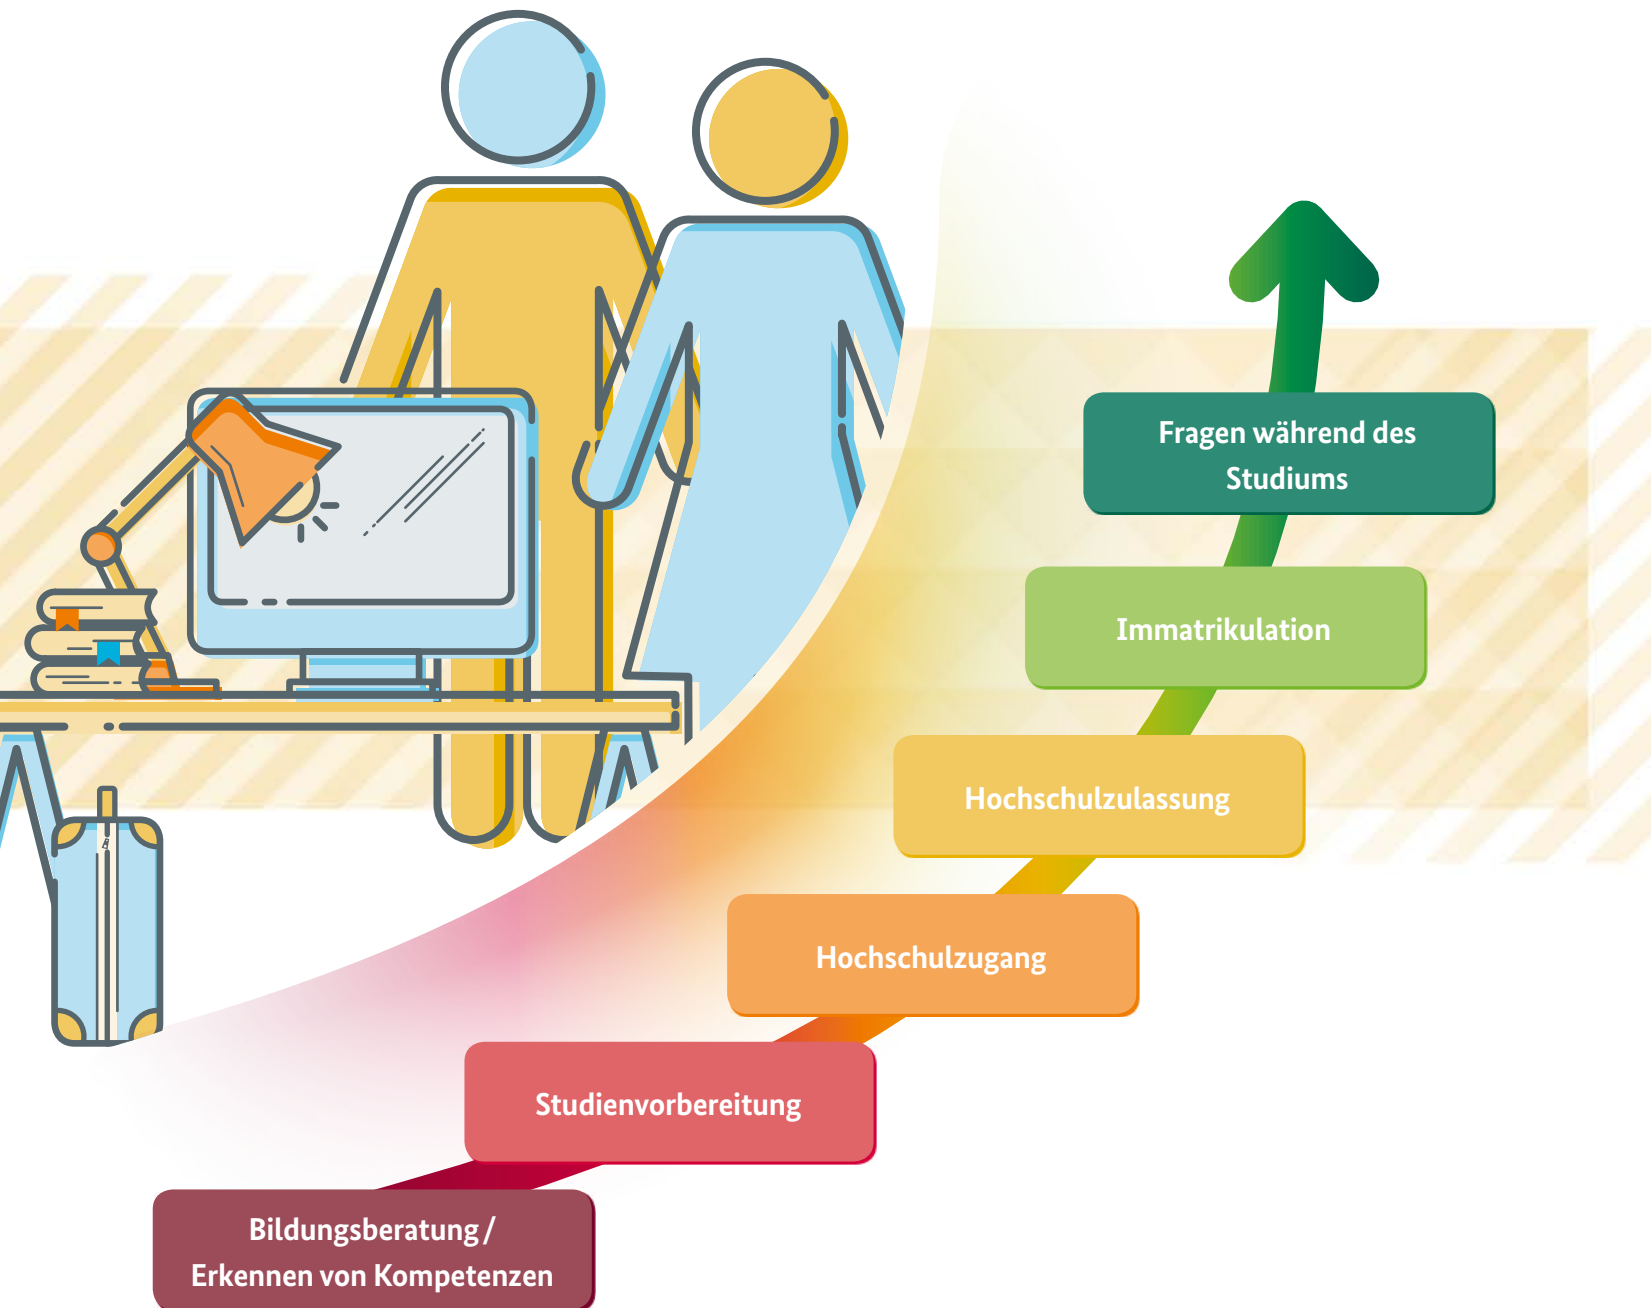 Fragen während des
Studiums
Immatrikulation
Hochschulzulassung
Hochschulzugang
Studienvorbereitung
Bildungsberatung /
Erkennen von Kompetenzen